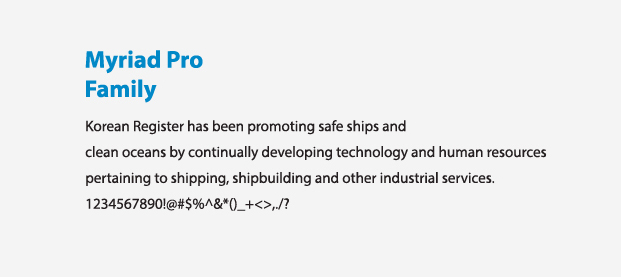 Myriad Pro
Family
Korean Register has been promoting safe ships and
clean oceans by continually developing technology and human resources
pertaining to shipping, shipbuilding and other industrial services.
1234567890!@#$%^&*()_+<>,./?